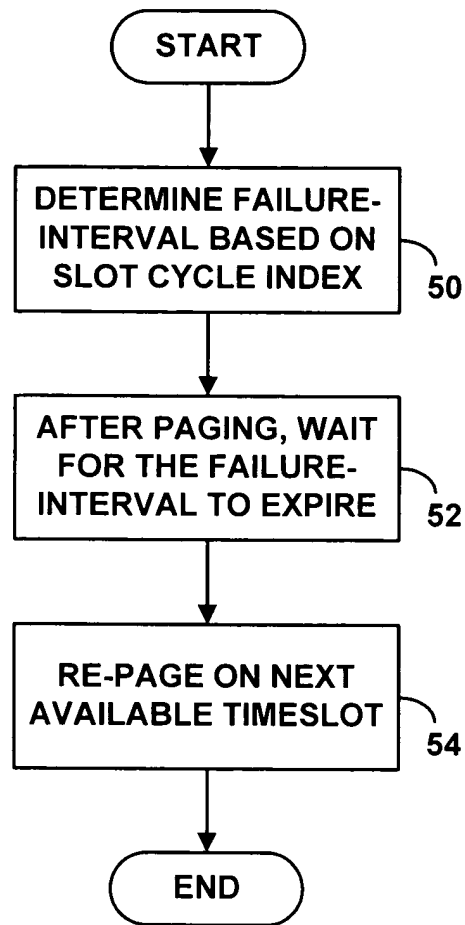 START
DETERMINE FAILURE-
INTERVAL BASED ON
SLOT CYCLE INDEX
50
AFTER PAGING, WAIT
FOR THE FAILURE-
INTERVAL TO EXPIRE
52
RE-PAGE ON NEXT
AVAILABLE TIMESLOT
54
END